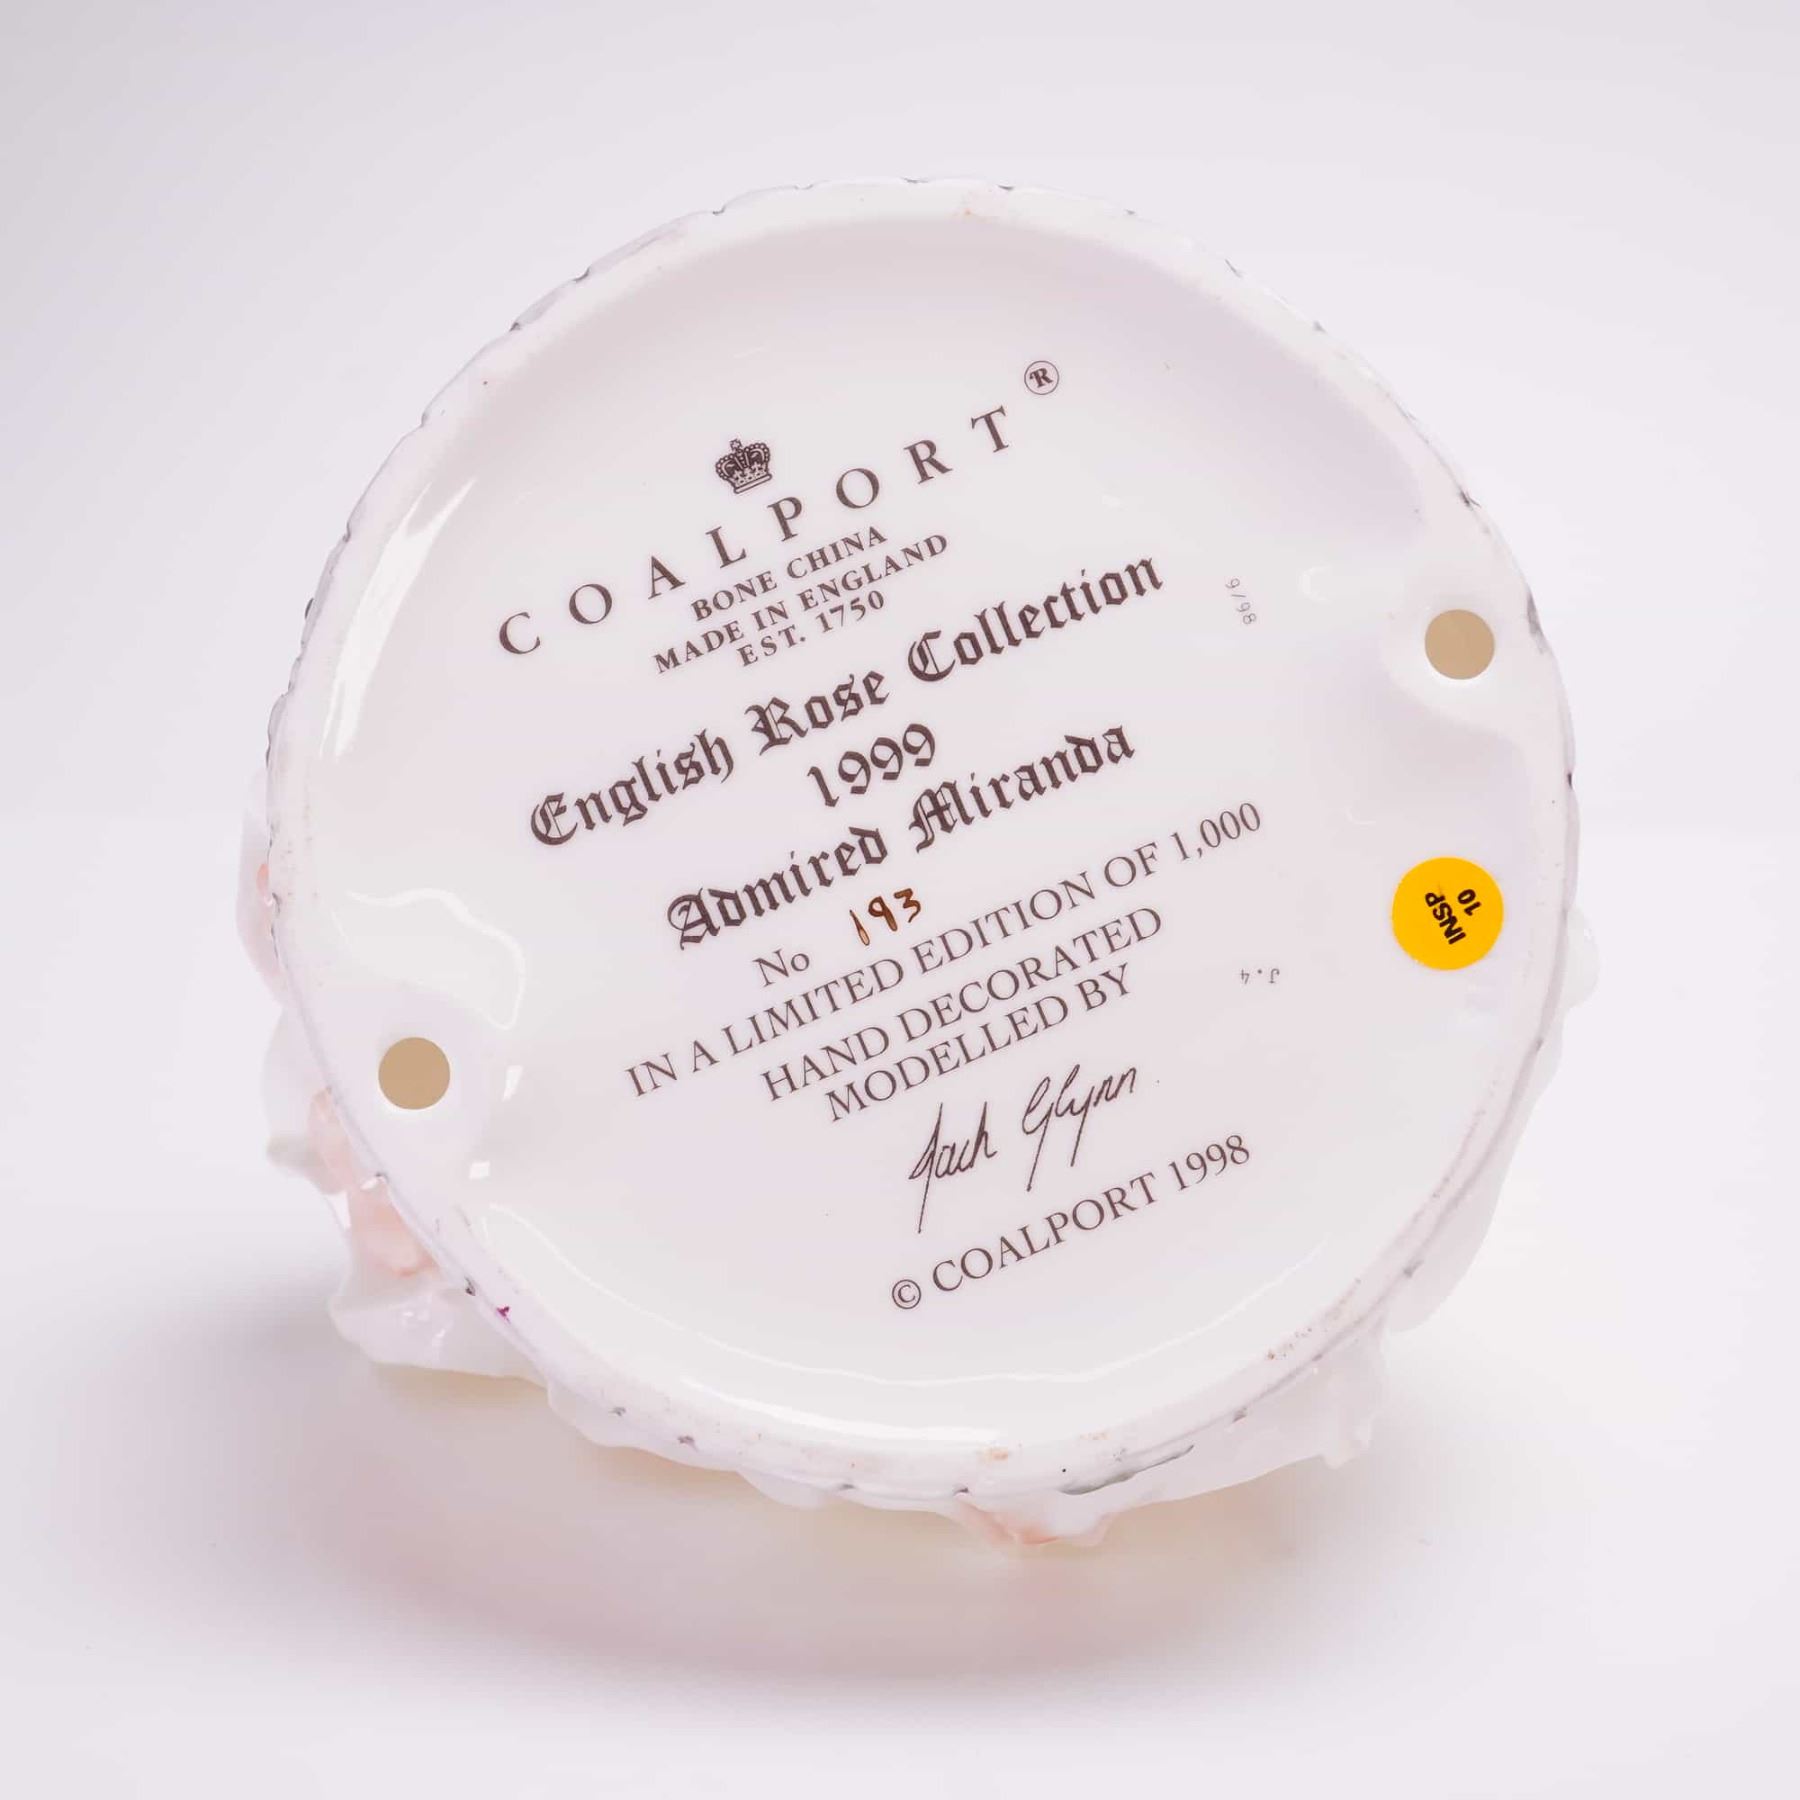 COALPORT®
BONE CHINA
MADE IN ENGLAND
EST. 1750
English Rose Collection
1999
Admired Miranda
No 193
IN A LIMITED EDITION OF 1,000
HAND DECORATED
MODELLED BY
Jack Glynn
© COALPORT 1998
9/98
INSP
10
J.4